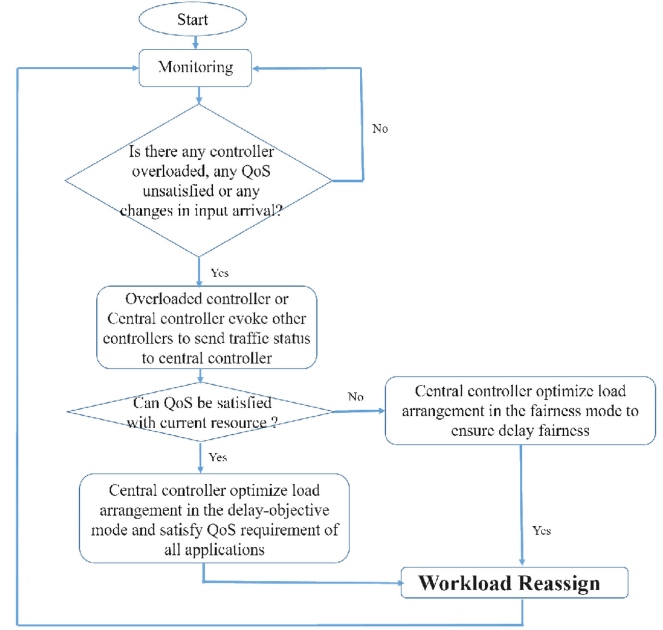 Start
Monitoring
No
Is there any controller
overloaded, any QoS
unsatisfied or any
changes in input arrival?
Yes
Overloaded controller or
Central controller evoke other
controllers to send traffic status
to central controller
Can QoS be satisfied
with current resource ?
No
Central controller optimize load
arrangement in the fairness mode to
ensure delay fairness
Yes
Central controller optimize load
arrangement in the delay-objective
mode and satisfy QoS requirement of
all applications
Yes
Workload Reassign